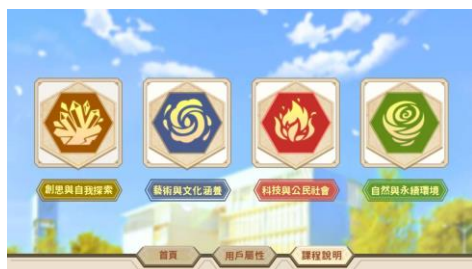 創思與自我探索
藝術與文化涵養
科技與公民社會
自然與永續環境
首頁
用戶屬性
課程說明